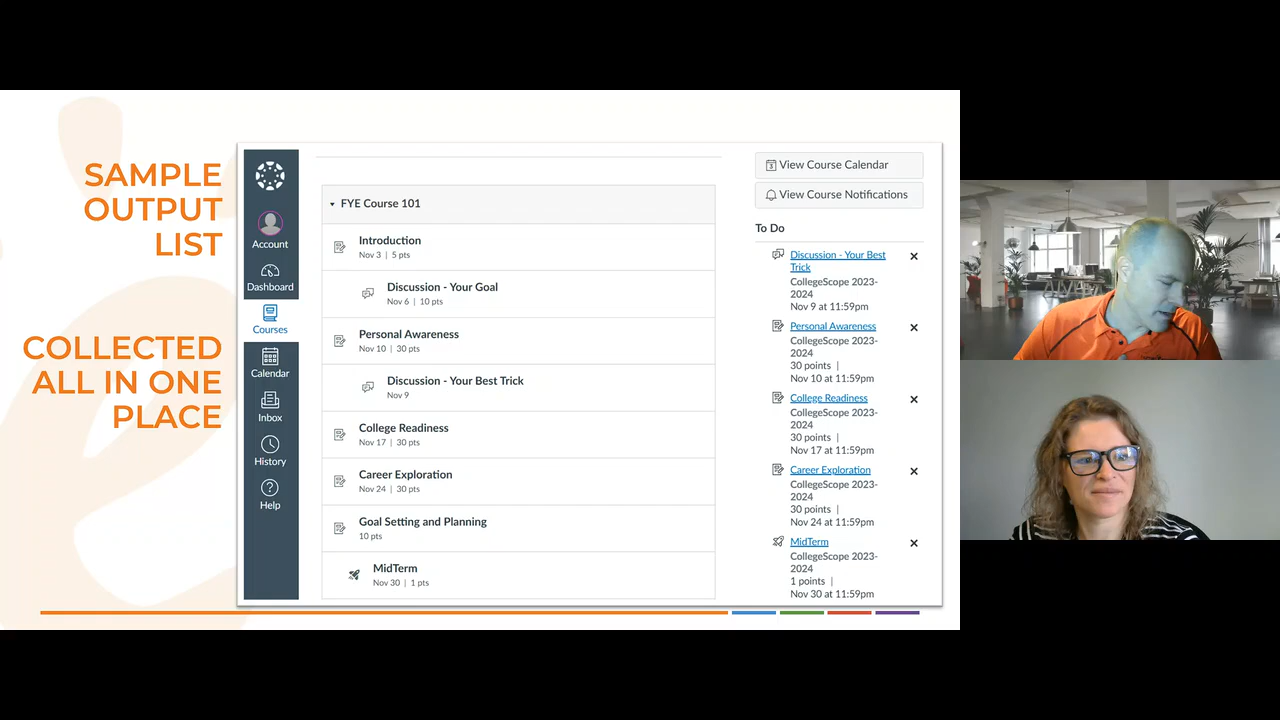 SAMPLE
OUTPUT
LIST
COLLECTED
ALL IN ONE
PLACE
Account
Dashboard
Courses
Calendar
Inbox
History
Help
FYE Course 101
Introduction
Nov 3 | 5 pts
Discussion - Your Goal
Nov 6 | 10 pts
Personal Awareness
Nov 10 | 30 pts
Discussion - Your Best Trick
Nov 9
College Readiness
Nov 17 | 30 pts
Career Exploration
Nov 24 | 30 pts
Goal Setting and Planning
10 pts
MidTerm
Nov 30 | 1 pts
View Course Calendar
View Course Notifications
To Do
Discussion - Your Best
Trick
CollegeScope 2023-
2024
Nov 9 at 11:59pm
Personal Awareness
CollegeScope 2023-
2024
30 points |
Nov 10 at 11:59pm
College Readiness
CollegeScope 2023-
2024
30 points |
Nov 17 at 11:59pm
Career Exploration
CollegeScope 2023-
2024
30 points |
Nov 24 at 11:59pm
MidTerm
CollegeScope 2023-
2024
1 points |
Nov 30 at 11:59pm